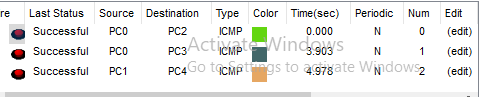 re Last Status Source Destination Type Color Time(sec) Periodic Num Edit
Successful PC0 PC2 ICMP 0.000 N 0 (edit)
Successful PC0 PC3 ICMP 3.903 N 1 (edit)
Successful PC1 PC4 ICMP 4.978 N 2 (edit)
Activate Windows
Go to Settings to activate Windows.